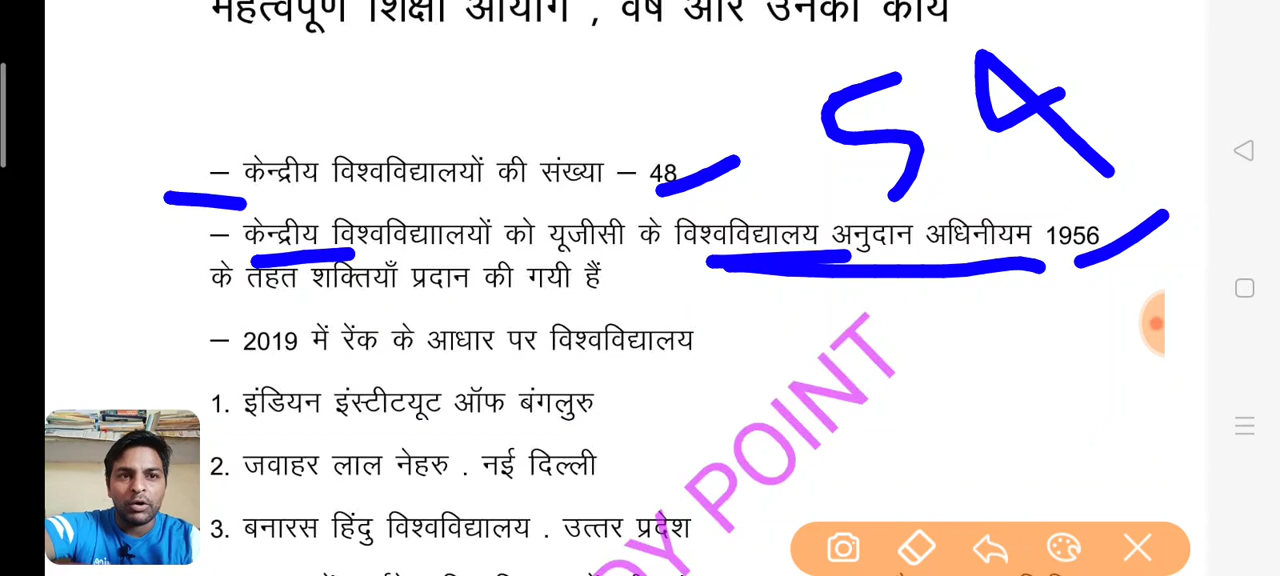 महत्वपूर्ण शिक्षा आयोग , वर्ष और उनका कार्य
54
– केन्द्रीय विश्वविद्यालयों की संख्या – 48
– केन्द्रीय विश्वविद्याालयों को यूजीसी के विश्वविद्यालय अनुदान अधिनीयम 1956
के तहत शक्तियाँ प्रदान की गयी हैं
– 2019 में रेंक के आधार पर विश्वविद्यालय
1. इंडियन इंस्टीटयूट ऑफ बंगलुरु
2. जवाहर लाल नेहरु . नई दिल्ली
3. बनारस हिंदु विश्वविद्यालय . उत्तर प्रदेश
POINT